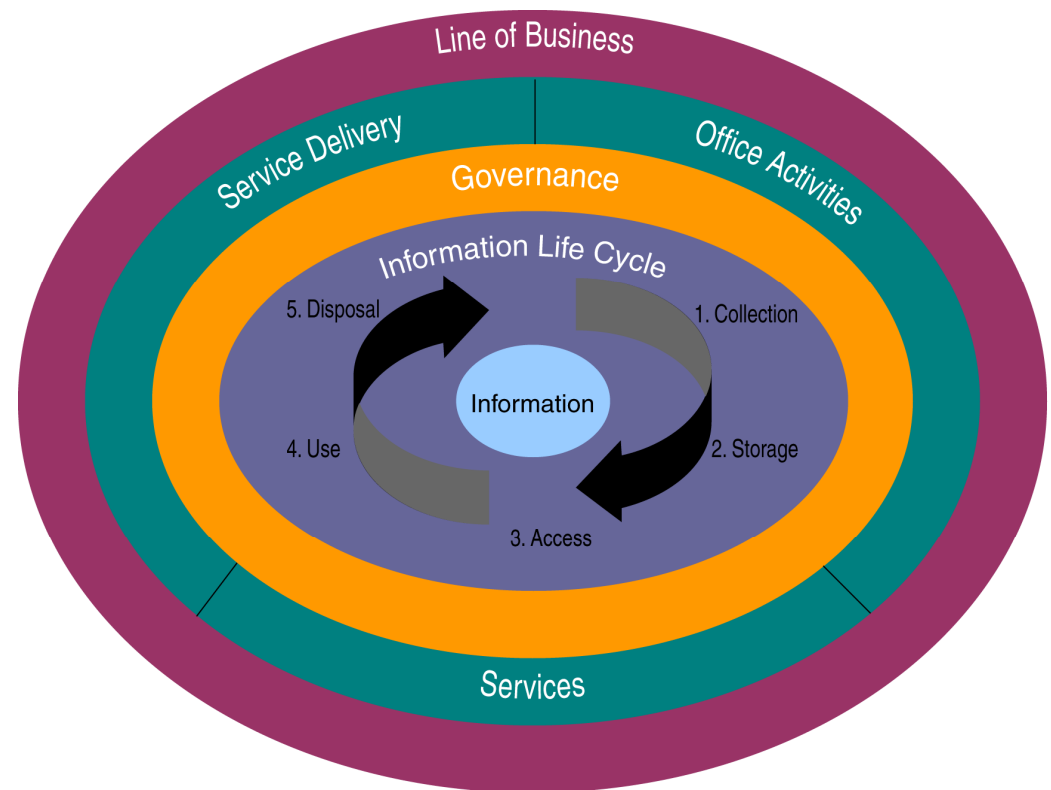 Line of Business
Service Delivery
Office Activities
Governance
Information Life Cycle
5. Disposal
1. Collection
Information
4. Use
2. Storage
3. Access
Services